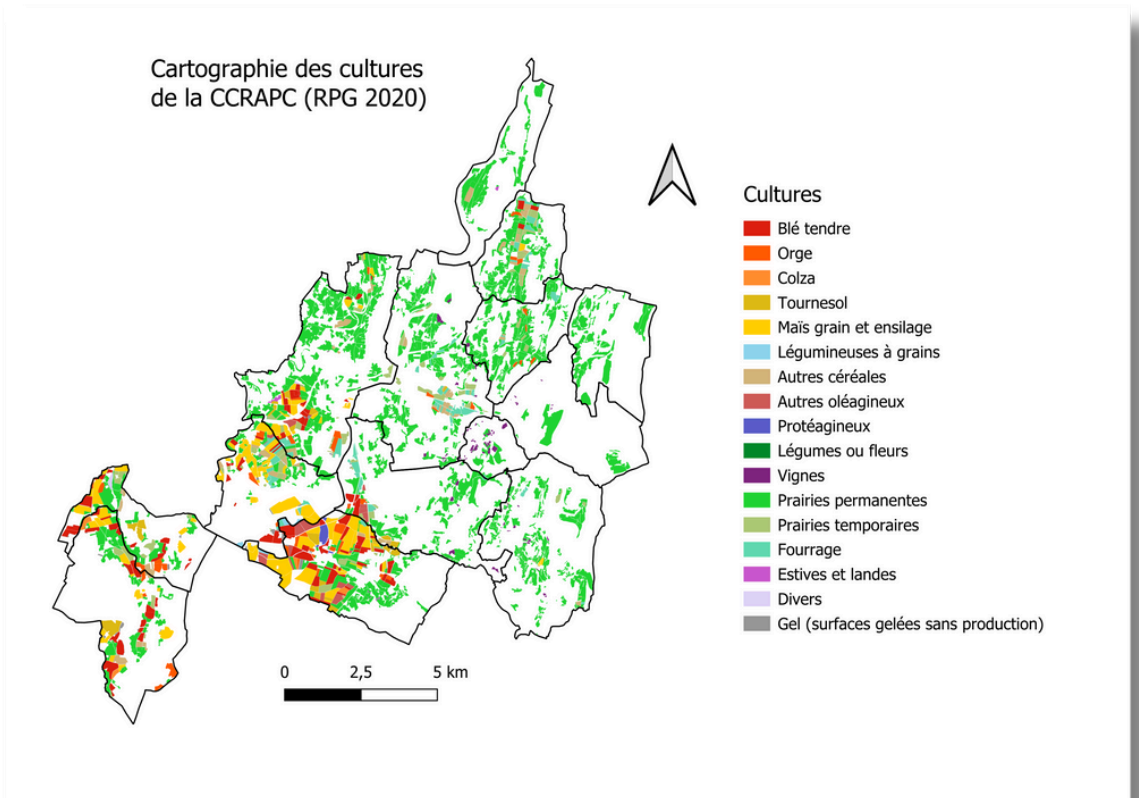 Cartographie des cultures
de la CCRAPC (RPG 2020)
Cultures
Blé tendre
Orge
Colza
Tournesol
Maïs grain et ensilage
Légumineuses à grains
Autres céréales
Autres oléagineux
Protéagineux
Légumes ou fleurs
Vignes
Prairies permanentes
Prairies temporaires
Fourrage
Estives et landes
Divers
Gel (surfaces gelées sans production)
0 2,5 5 km